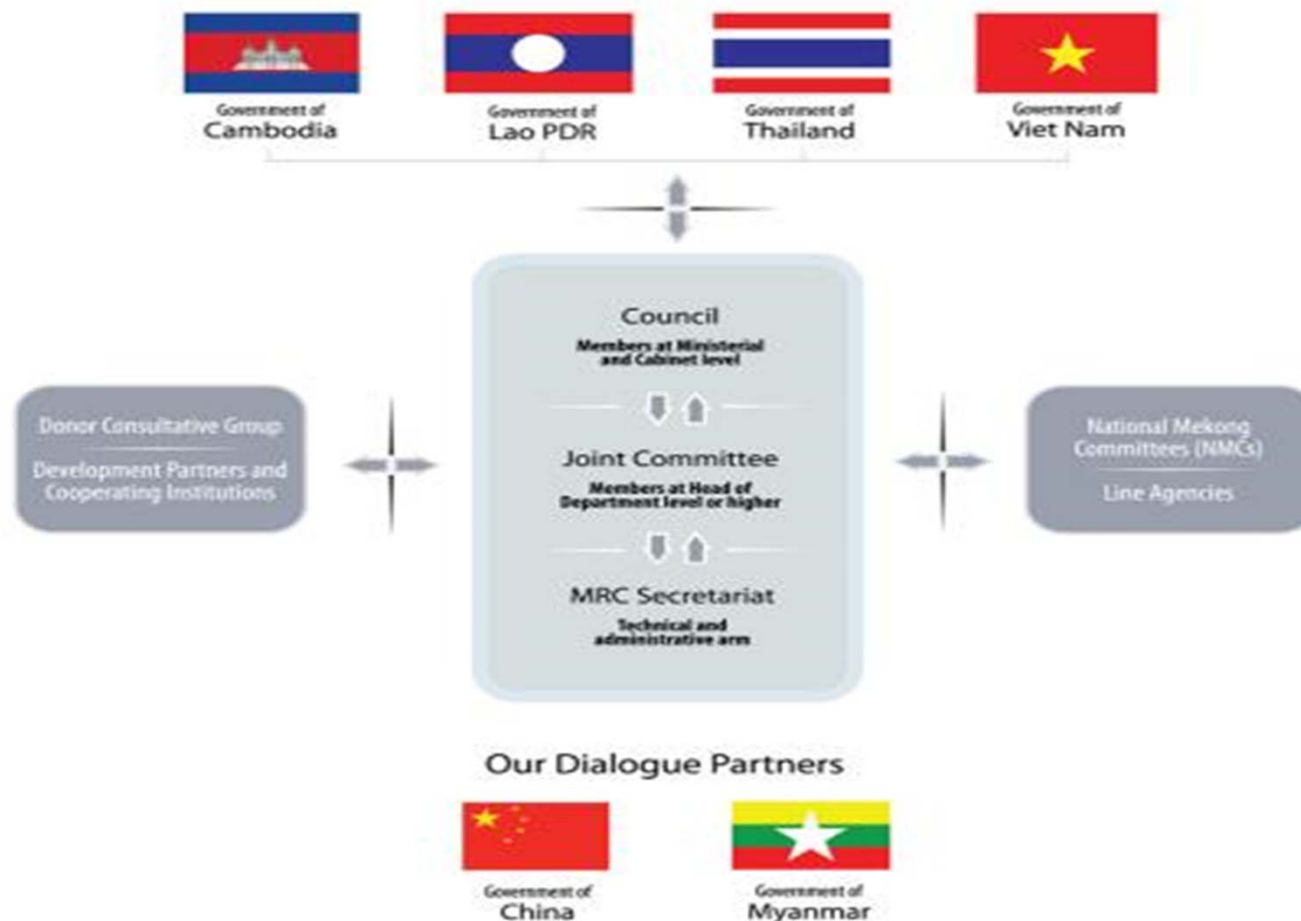 Government of
Cambodia
Government of
Lao PDR
Government of
Thailand
Government of
Viet Nam
Council
Members at Ministerial
and Cabinet level
Donor Consultative Group
Development Partners and
Cooperating Institutions
Joint Committee
Members at Head of
Department level or higher
National Mekong
Committees (NMCs)
Line Agencies
MRC Secretariat
Technical and
administrative arm
Our Dialogue Partners
Government of
China
Government of
Myanmar